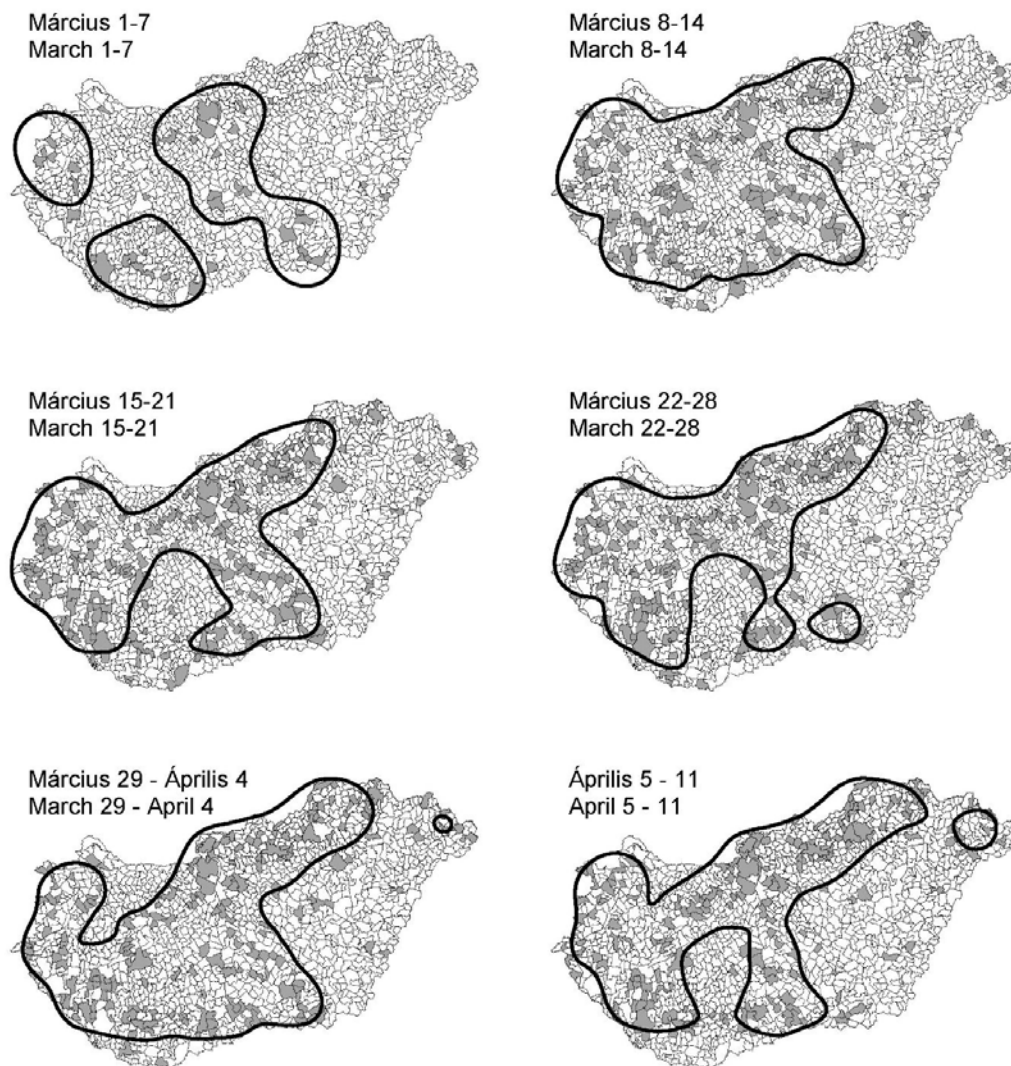 Március 1-7
March 1-7
Március 8-14
March 8-14
Március 15-21
March 15-21
Március 22-28
March 22-28
Március 29 - Április 4
March 29 - April 4
Április 5 - 11
April 5 - 11